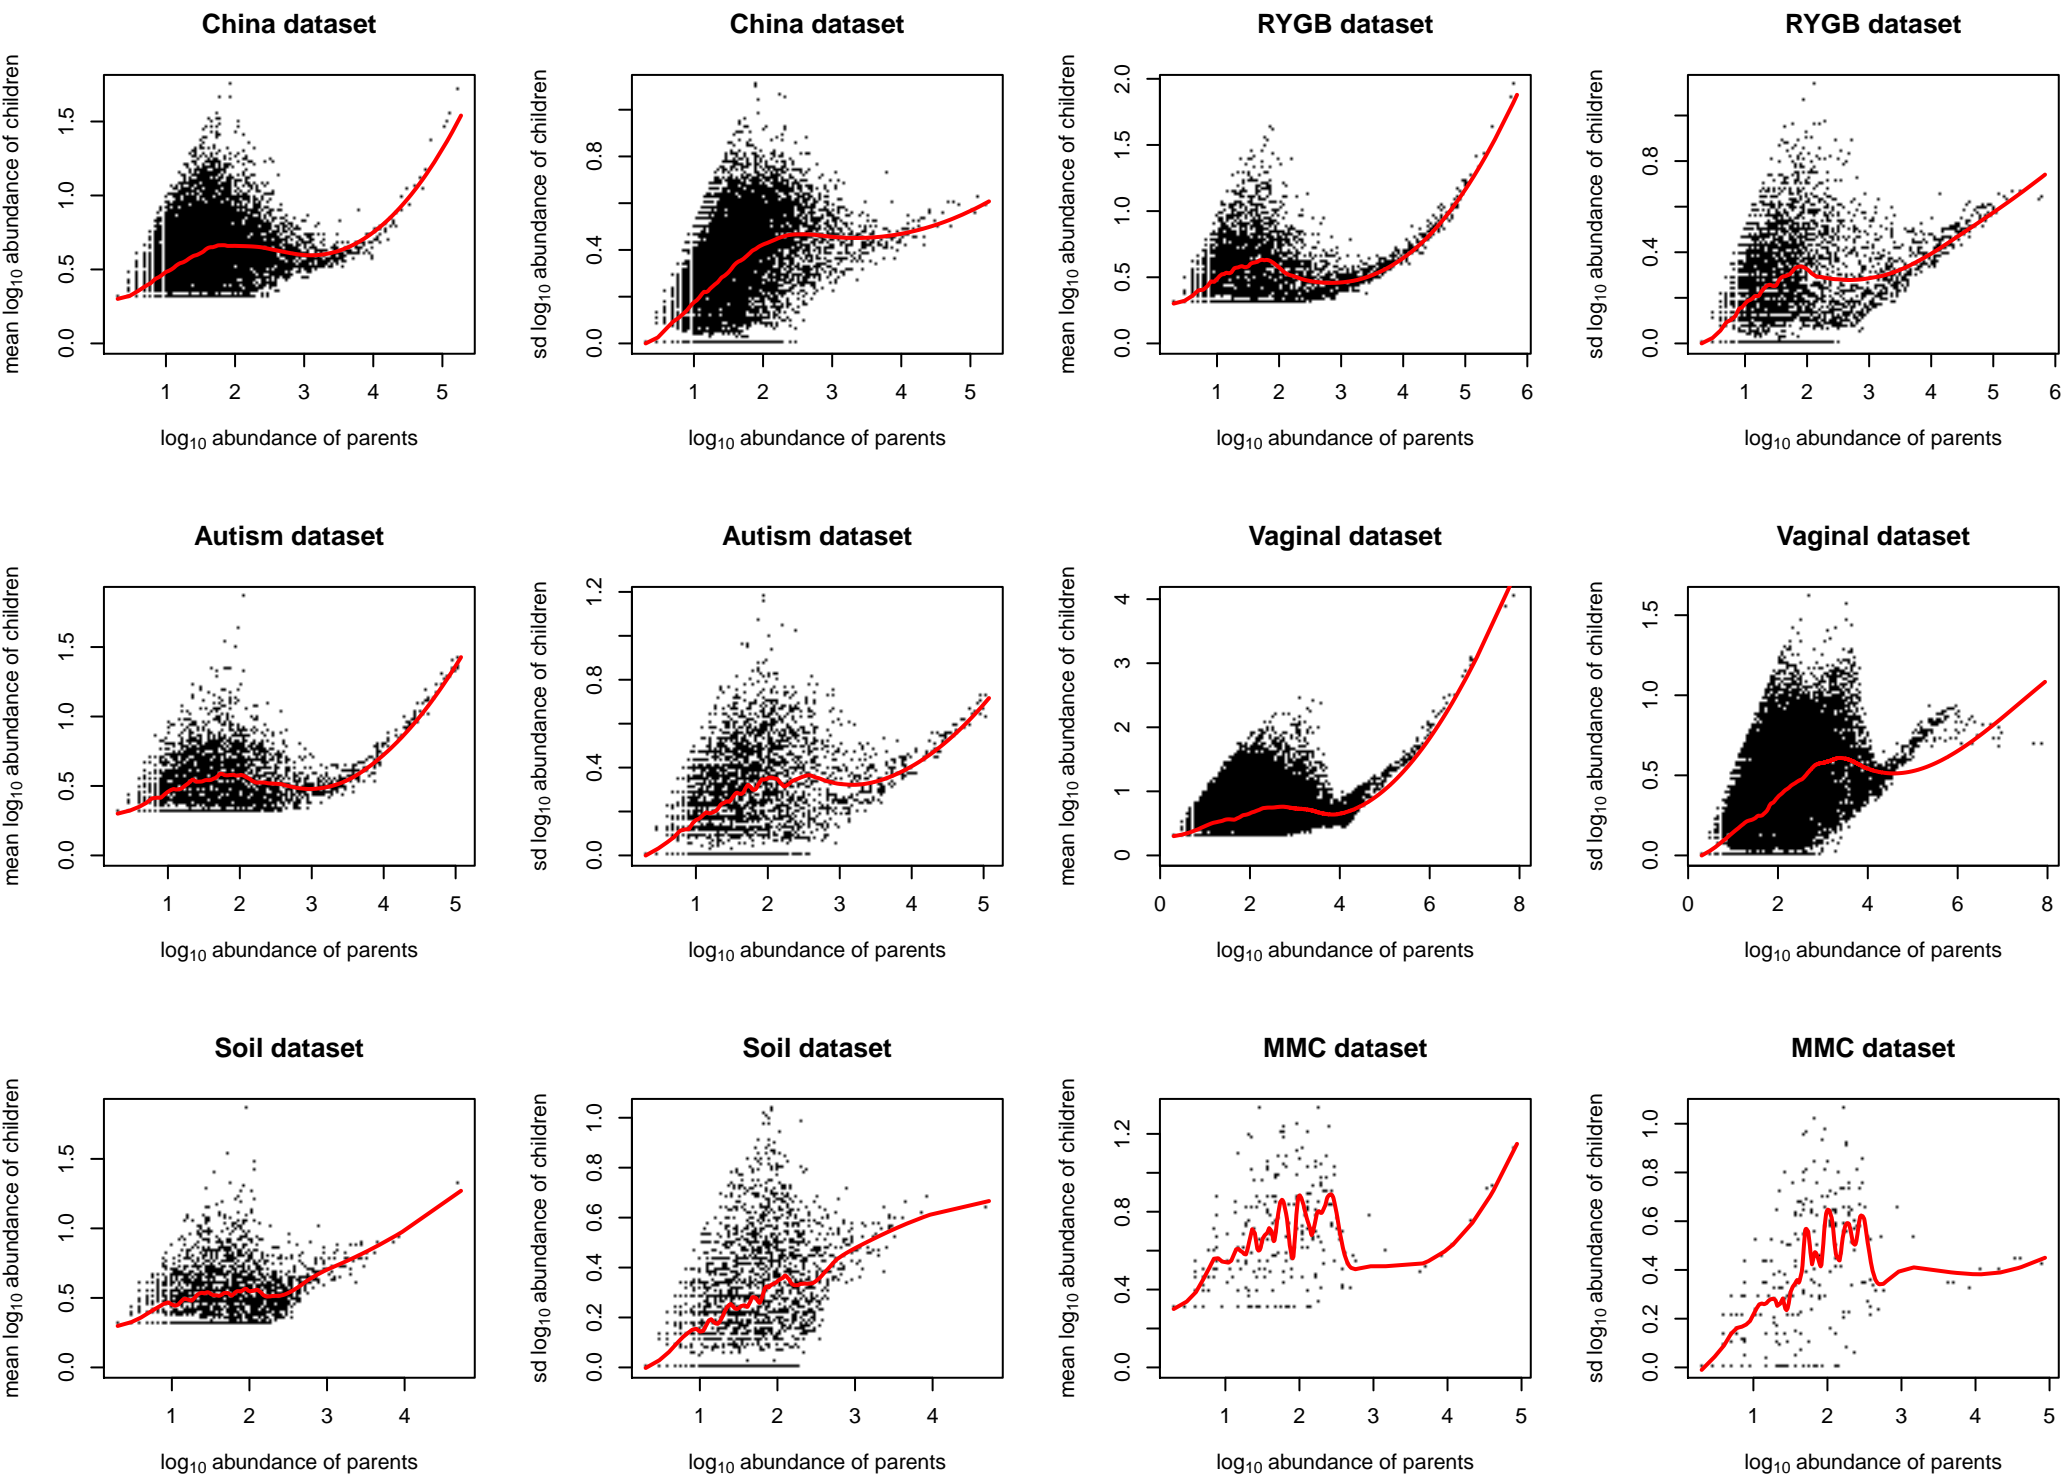 China dataset
mean log10 abundance of children
0.0 0.5 1.0 1.5
1 2 3 4 5
log10 abundance of parents
China dataset
sd log10 abundance of children
0.0 0.4 0.8
1 2 3 4 5
log10 abundance of parents
RYGB dataset
mean log10 abundance of children
0.0 0.5 1.0 1.5 2.0
1 2 3 4 5 6
log10 abundance of parents
RYGB dataset
sd log10 abundance of children
0.0 0.4 0.8
1 2 3 4 5 6
log10 abundance of parents
Autism dataset
mean log10 abundance of children
0.0 0.5 1.0 1.5
1 2 3 4 5
log10 abundance of parents
Autism dataset
sd log10 abundance of children
0.0 0.4 0.8 1.2
1 2 3 4 5
log10 abundance of parents
Vaginal dataset
mean log10 abundance of children
0 1 2 3 4
0 2 4 6 8
log10 abundance of parents
Vaginal dataset
sd log10 abundance of children
0.0 0.5 1.0 1.5
0 2 4 6 8
log10 abundance of parents
Soil dataset
mean log10 abundance of children
0.0 0.5 1.0 1.5
1 2 3 4
log10 abundance of parents
Soil dataset
sd log10 abundance of children
0.0 0.2 0.4 0.6 0.8 1.0
1 2 3 4
log10 abundance of parents
MMC dataset
mean log10 abundance of children
0.0 0.4 0.8 1.2
1 2 3 4 5
log10 abundance of parents
MMC dataset
sd log10 abundance of children
0.0 0.2 0.4 0.6 0.8 1.0
1 2 3 4 5
log10 abundance of parents